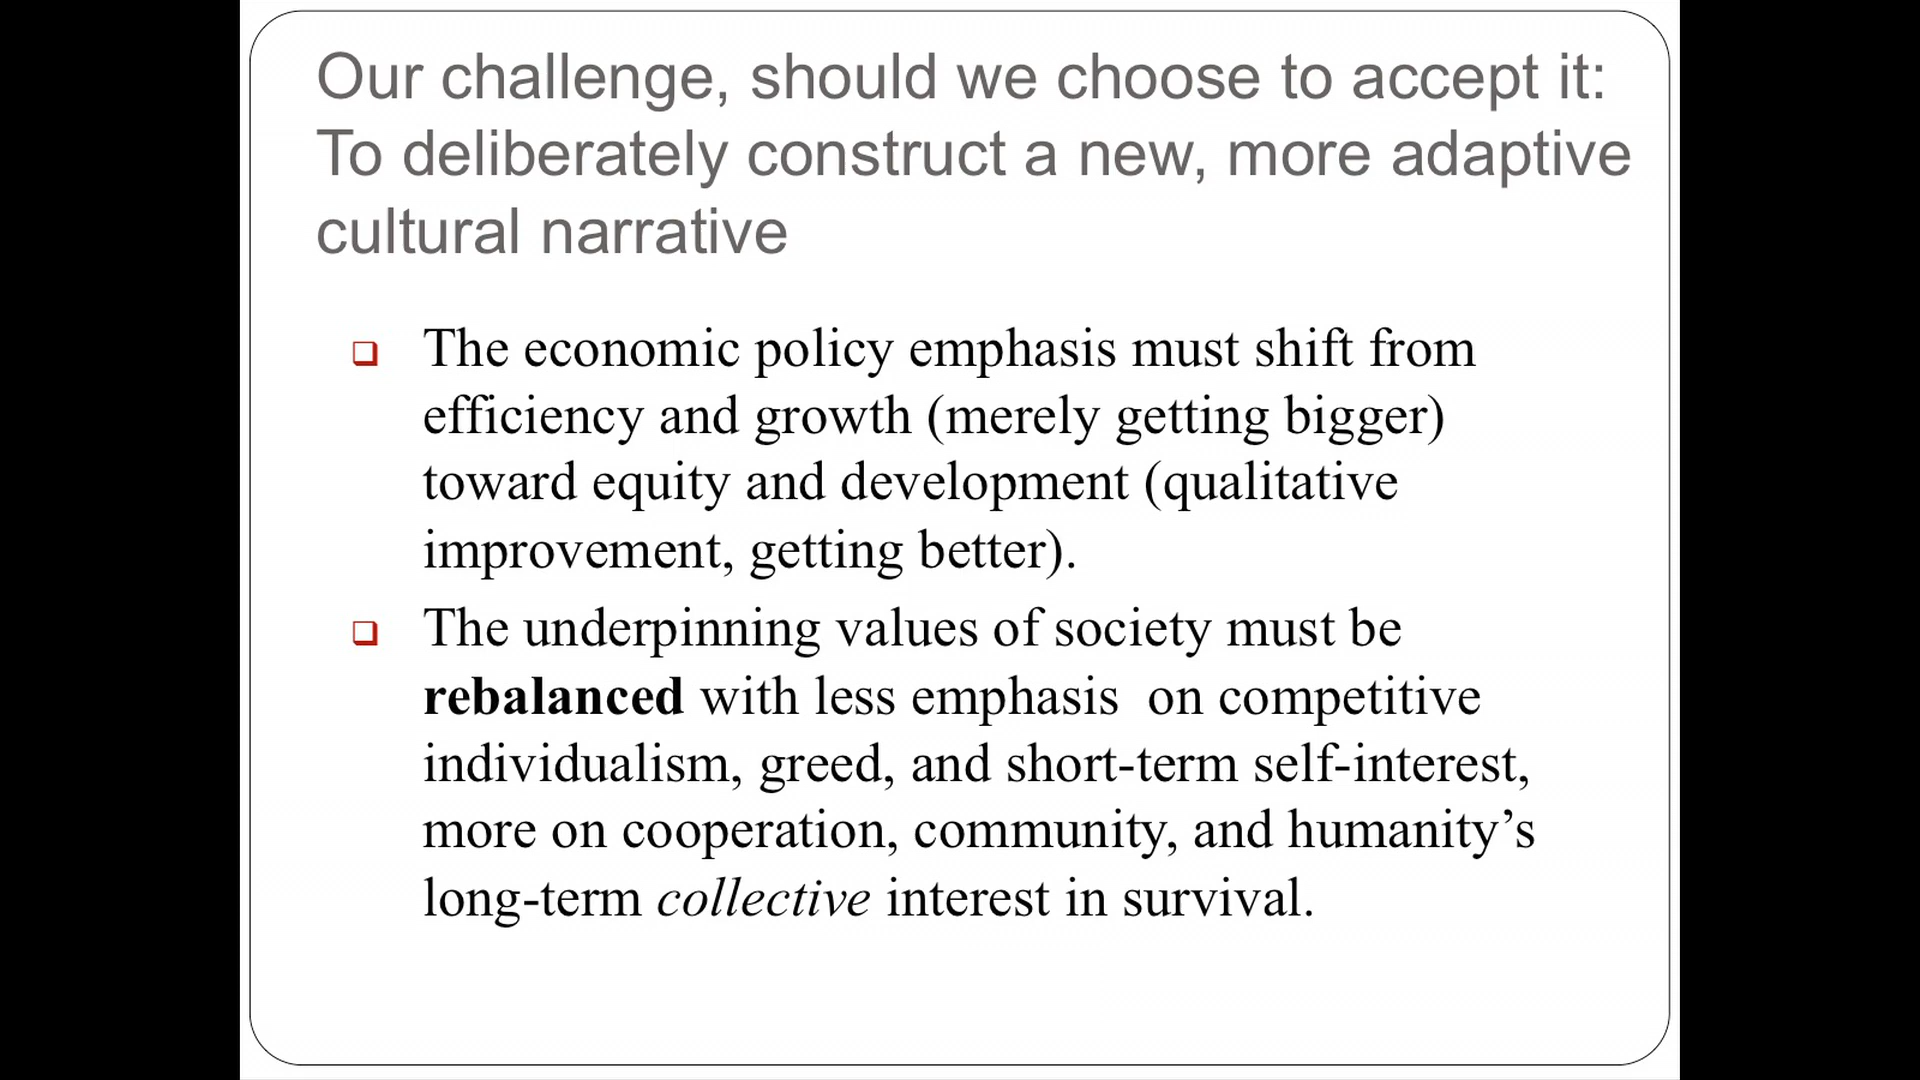 Our challenge, should we choose to accept it:
To deliberately construct a new, more adaptive
cultural narrative
The economic policy emphasis must shift from
efficiency and growth (merely getting bigger)
toward equity and development (qualitative
improvement, getting better).
The underpinning values of society must be
rebalanced with less emphasis  on competitive
individualism, greed, and short-term self-interest,
more on cooperation, community, and humanity’s
long-term collective interest in survival.